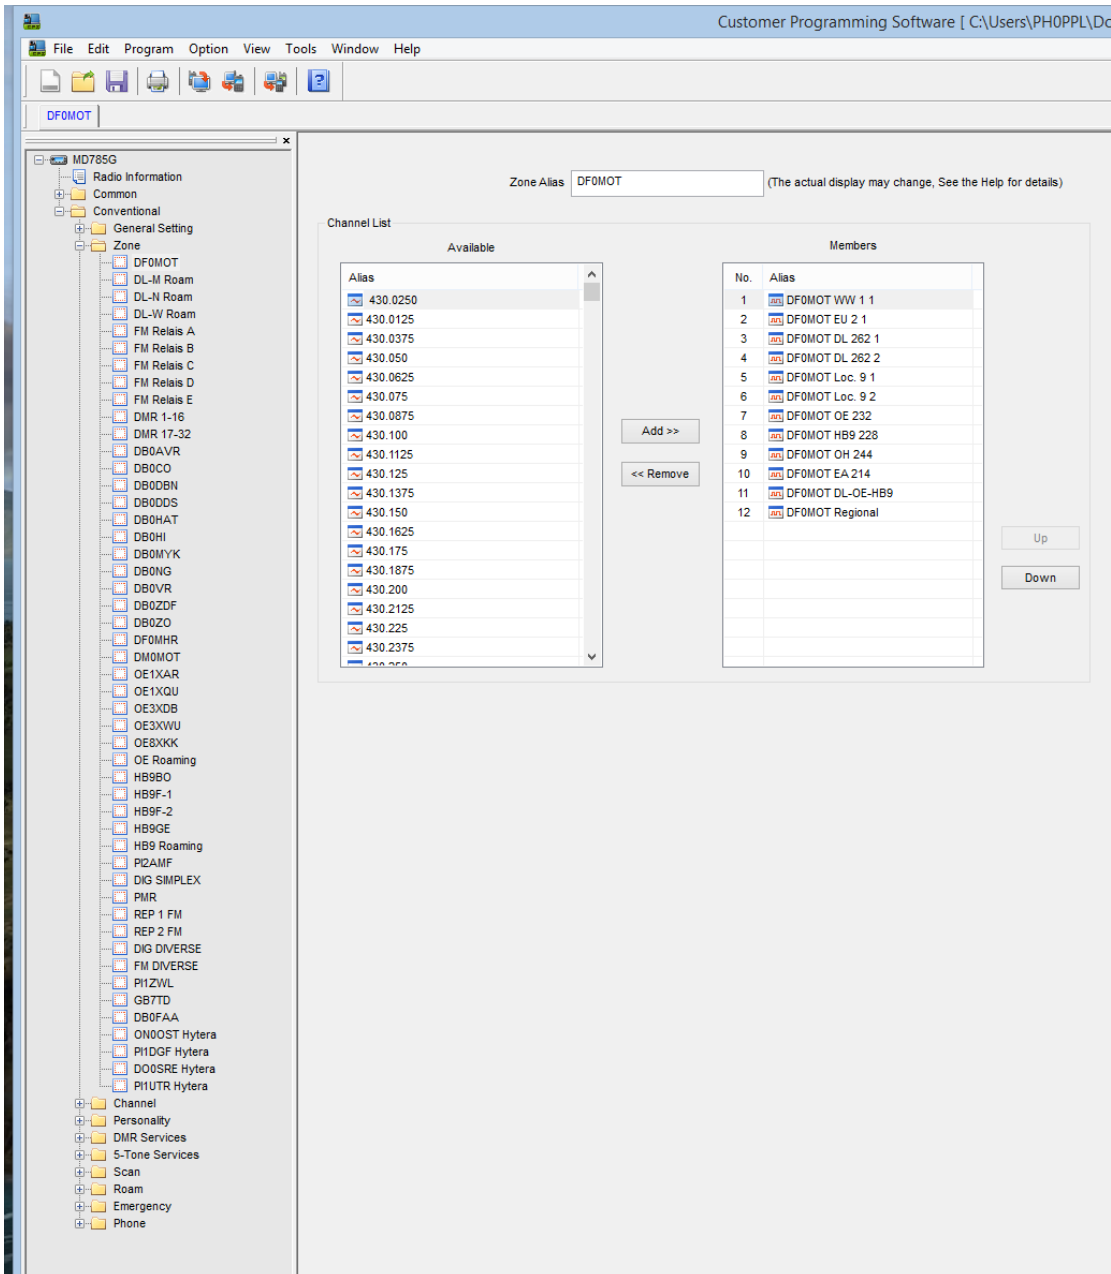 Customer Programming Software [ C:\Users\PH0PPL\Do
File Edit Program Option View Tools Window Help
DF0MOT
MD785G
Radio Information
Common
Conventional
General Setting
Zone
DF0MOT
DL-M Roam
DL-N Roam
DL-W Roam
FM Relais A
FM Relais B
FM Relais C
FM Relais D
FM Relais E
DMR 1-16
DMR 17-32
DB0AVR
DB0CO
DB0DBN
DB0DDS
DB0HAT
DB0HI
DB0MYK
DB0NG
DB0VR
DB0ZDF
DB0ZO
DF0MHR
DM0MOT
OE1XAR
OE1XQU
OE3XDB
OE3XWU
OE8XKK
OE Roaming
HB9BO
HB9F-1
HB9F-2
HB9GE
HB9 Roaming
PI2AMF
DIG SIMPLEX
PMR
REP 1 FM
REP 2 FM
DIG DIVERSE
FM DIVERSE
PI1ZWL
GB7TD
DB0FAA
ON0OST Hytera
PI1DGF Hytera
DO0SRE Hytera
PI1UTR Hytera
Channel
Personality
DMR Services
5-Tone Services
Scan
Roam
Emergency
Phone
Zone Alias DF0MOT (The actual display may change, See the Help for details)
Channel List
Available
Alias
430.0250
430.0125
430.0375
430.050
430.0625
430.075
430.0875
430.100
430.1125
430.125
430.1375
430.150
430.1625
430.175
430.1875
430.200
430.2125
430.225
430.2375
430.250
Add >>
<< Remove
Members
No. Alias
1 DF0MOT WW 1 1
2 DF0MOT EU 2 1
3 DF0MOT DL 262 1
4 DF0MOT DL 262 2
5 DF0MOT Loc. 9 1
6 DF0MOT Loc. 9 2
7 DF0MOT OE 232
8 DF0MOT HB9 228
9 DF0MOT OH 244
10 DF0MOT EA 214
11 DF0MOT DL-OE-HB9
12 DF0MOT Regional
Up
Down